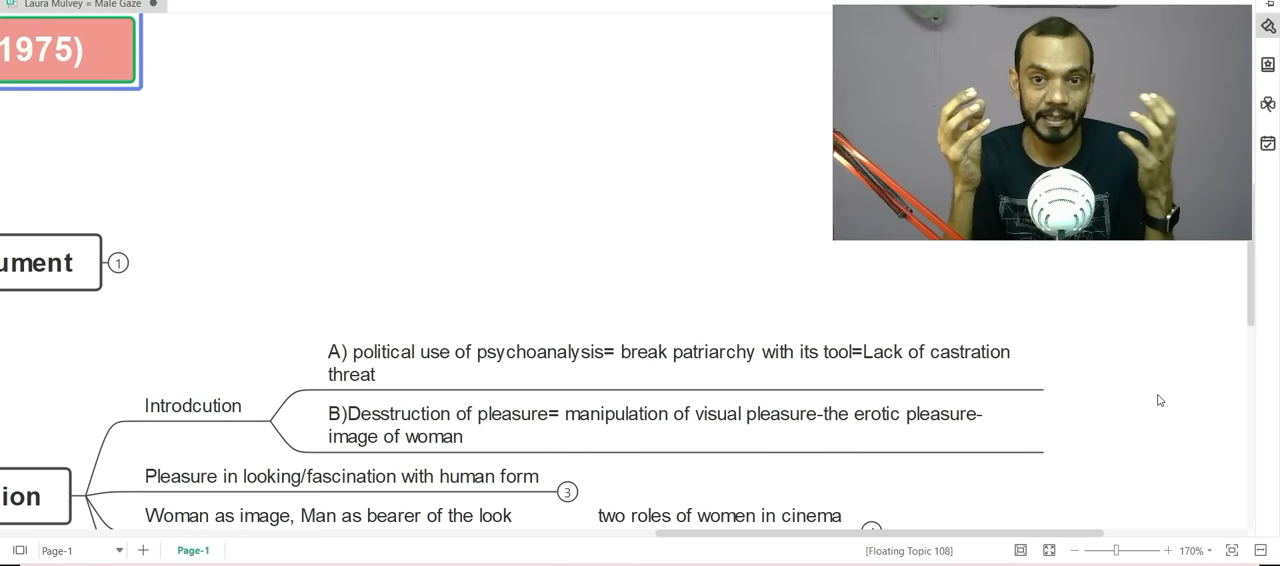 Laura Mulvey = Male Gaze
1975)
ument
1
A) political use of psychoanalysis= break patriarchy with its tool=Lack of castration
threat
Introdcution
B)Desstruction of pleasure= manipulation of visual pleasure-the erotic pleasure-
image of woman
Pleasure in looking/fascination with human form
3
ion
Woman as image, Man as bearer of the look
two roles of women in cinema
Page-1
Page-1
[Floating Topic 108]
170%